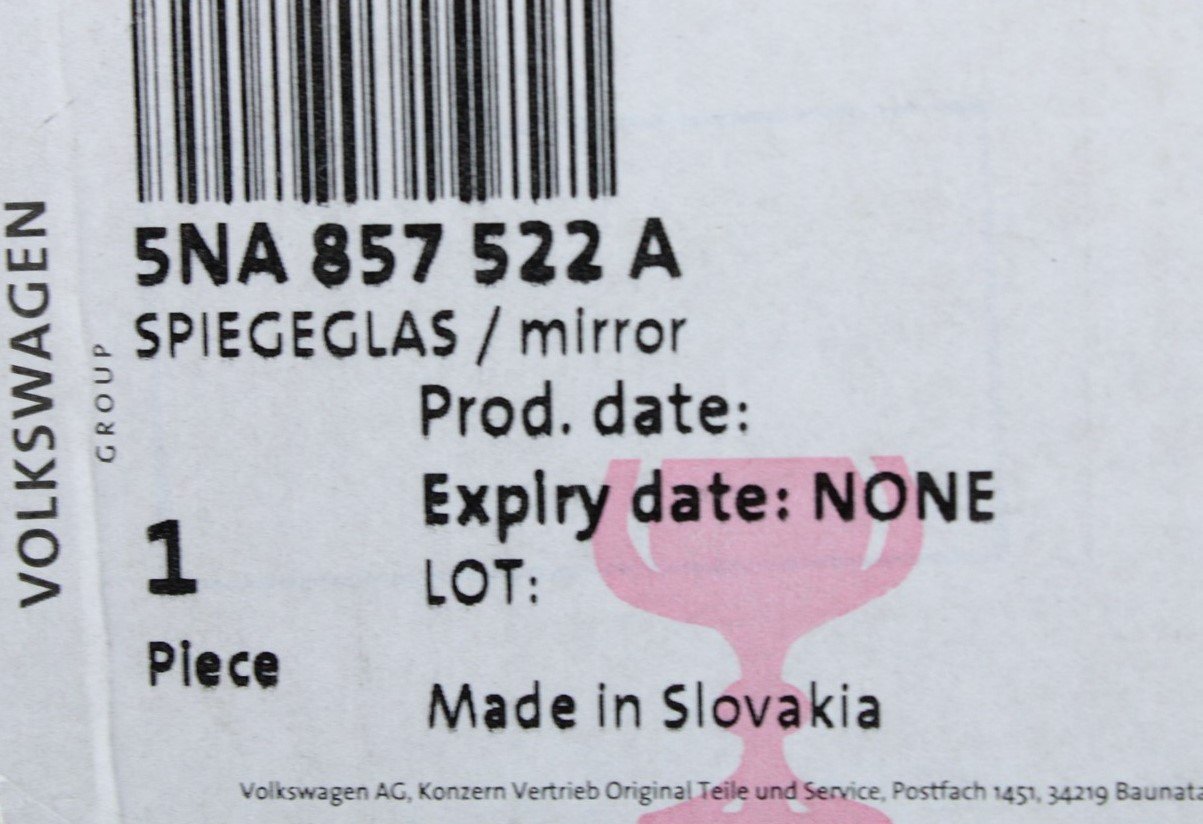 VOLKSWAGEN
GROUP
5NA 857 522 A
SPIEGEGLAS / mirror
Prod. date:
Expiry date: NONE
1
LOT:
Piece
Made in Slovakia
Volkswagen AG, Konzern Vertrieb Original Teile und Service, Postfach 1451, 34219